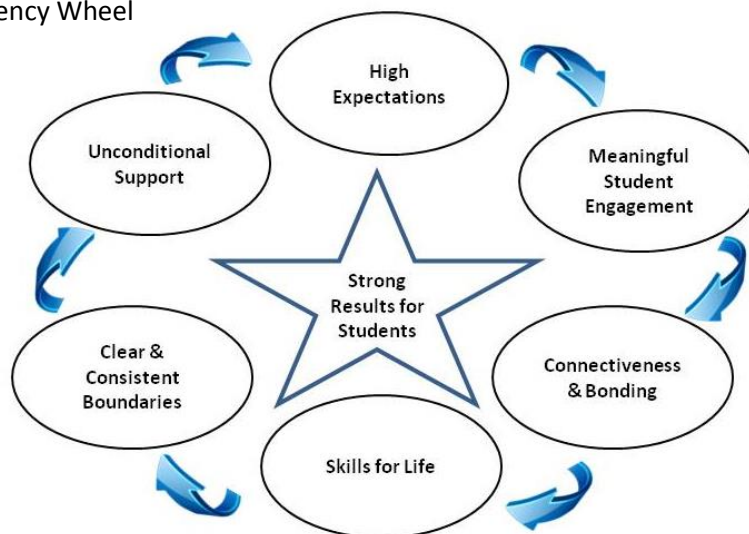 ency Wheel
High
Expectations
Meaningful
Student
Engagement
Connectiveness
& Bonding
Skills for Life
Clear &
Consistent
Boundaries
Unconditional
Support
Strong
Results for
Students